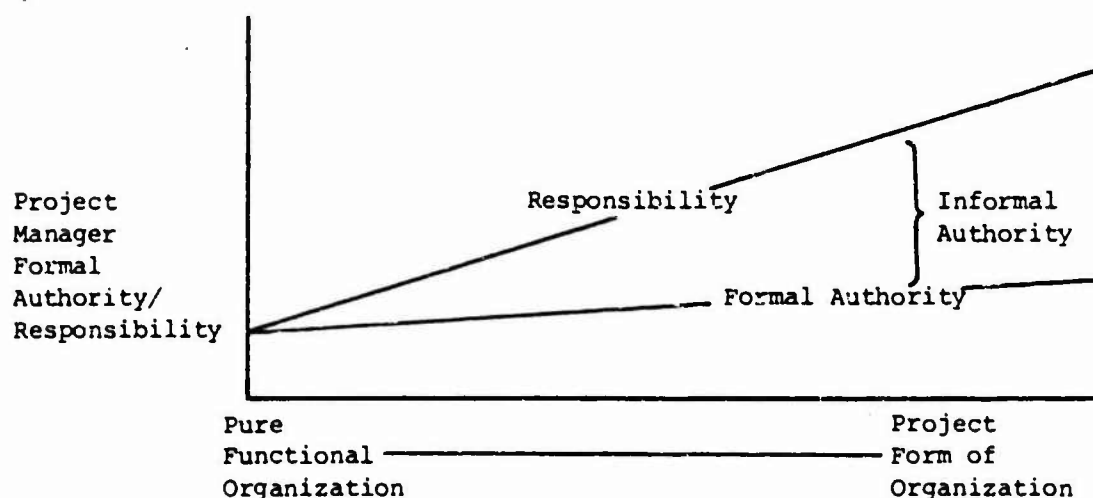 Project
Manager
Formal
Authority/
Responsibility
Responsibility
Informal
Authority
Formal Authority
Pure
Functional
Organization
Project
Form of
Organization